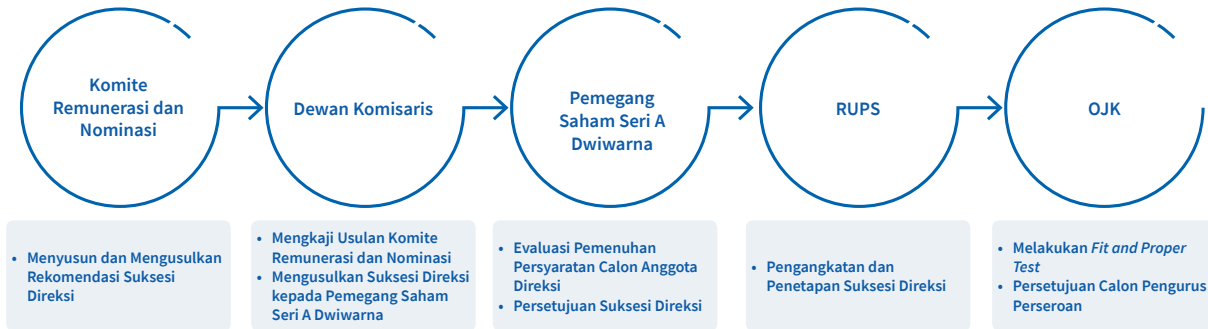 Komite
Remunerasi dan
Nominasi
Dewan Komisaris
Pemegang
Saham Seri A
Dwiwarna
RUPS
OJK
• Menyusun dan Mengusulkan
Rekomendasi Suksesi
Direksi
• Mengkaji Usulan Komite
Remunerasi dan Nominasi
• Mengusulkan Suksesi Direksi
kepada Pemegang Saham
Seri A Dwiwarna
• Evaluasi Pemenuhan
Persyaratan Calon Anggota
Direksi
• Persetujuan Suksesi Direksi
• Pengangkatan dan
Penetapan Suksesi Direksi
• Melakukan Fit and Proper
Test
• Persetujuan Calon Pengurus
Perseroan